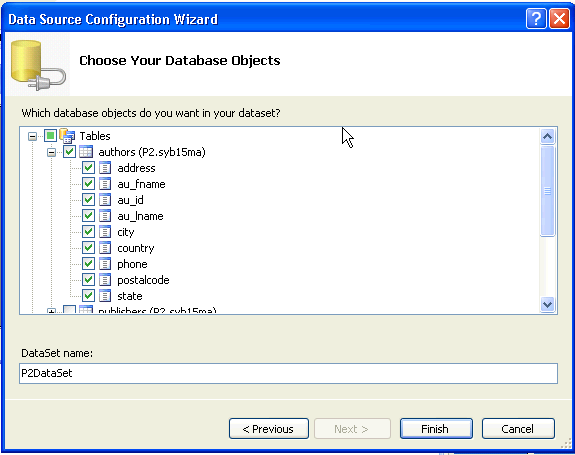 Data Source Configuration Wizard
Choose Your Database Objects
Which database objects do you want in your dataset?
Tables
authors (P2.syb15ma)
address
au_fname
au_id
au_lname
city
country
phone
postalcode
state
publishers (P2.syb15ma)
DataSet name:
P2DataSet
< Previous
Next >
Finish
Cancel